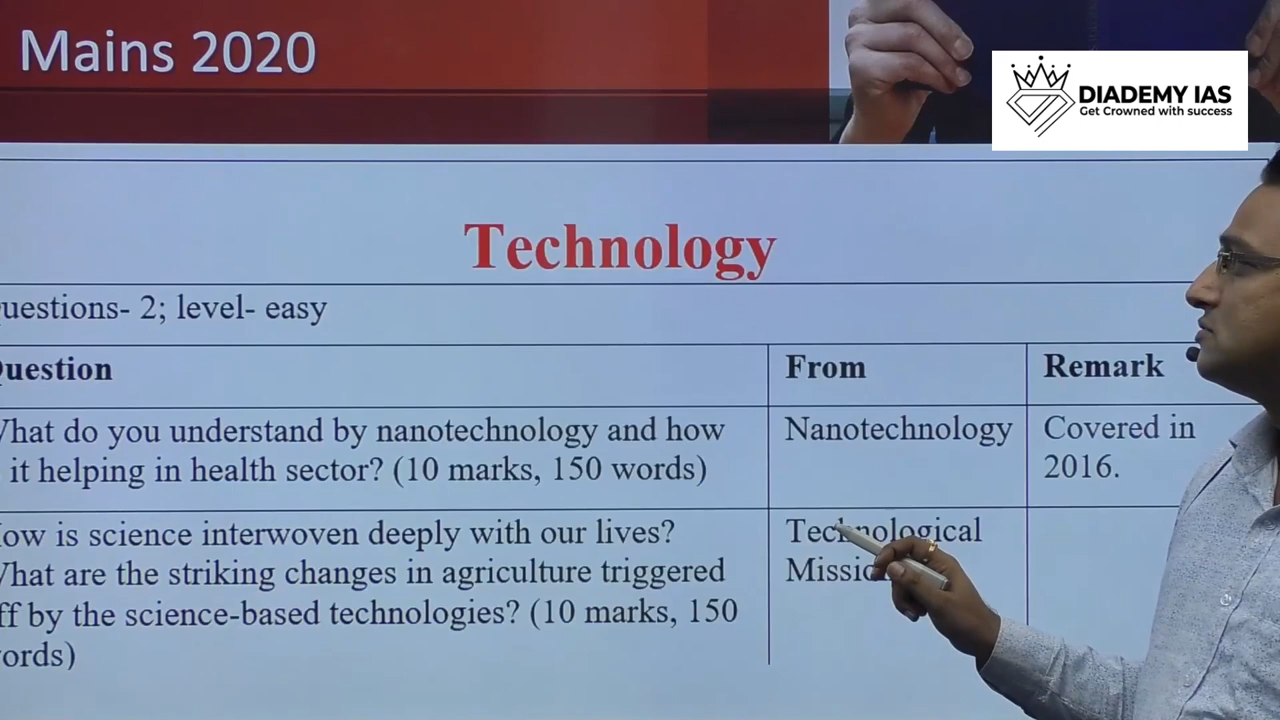 Mains 2020
DIADEMY IAS
Get Crowned with success
Technology
uestions- 2; level- easy
uestion
From
Remark
hat do you understand by nanotechnology and how
it helping in health sector? (10 marks, 150 words)
Nanotechnology
Covered in
2016.
ow is science interwoven deeply with our lives?
hat are the striking changes in agriculture triggered
ff by the science-based technologies? (10 marks, 150
ords)
Technological